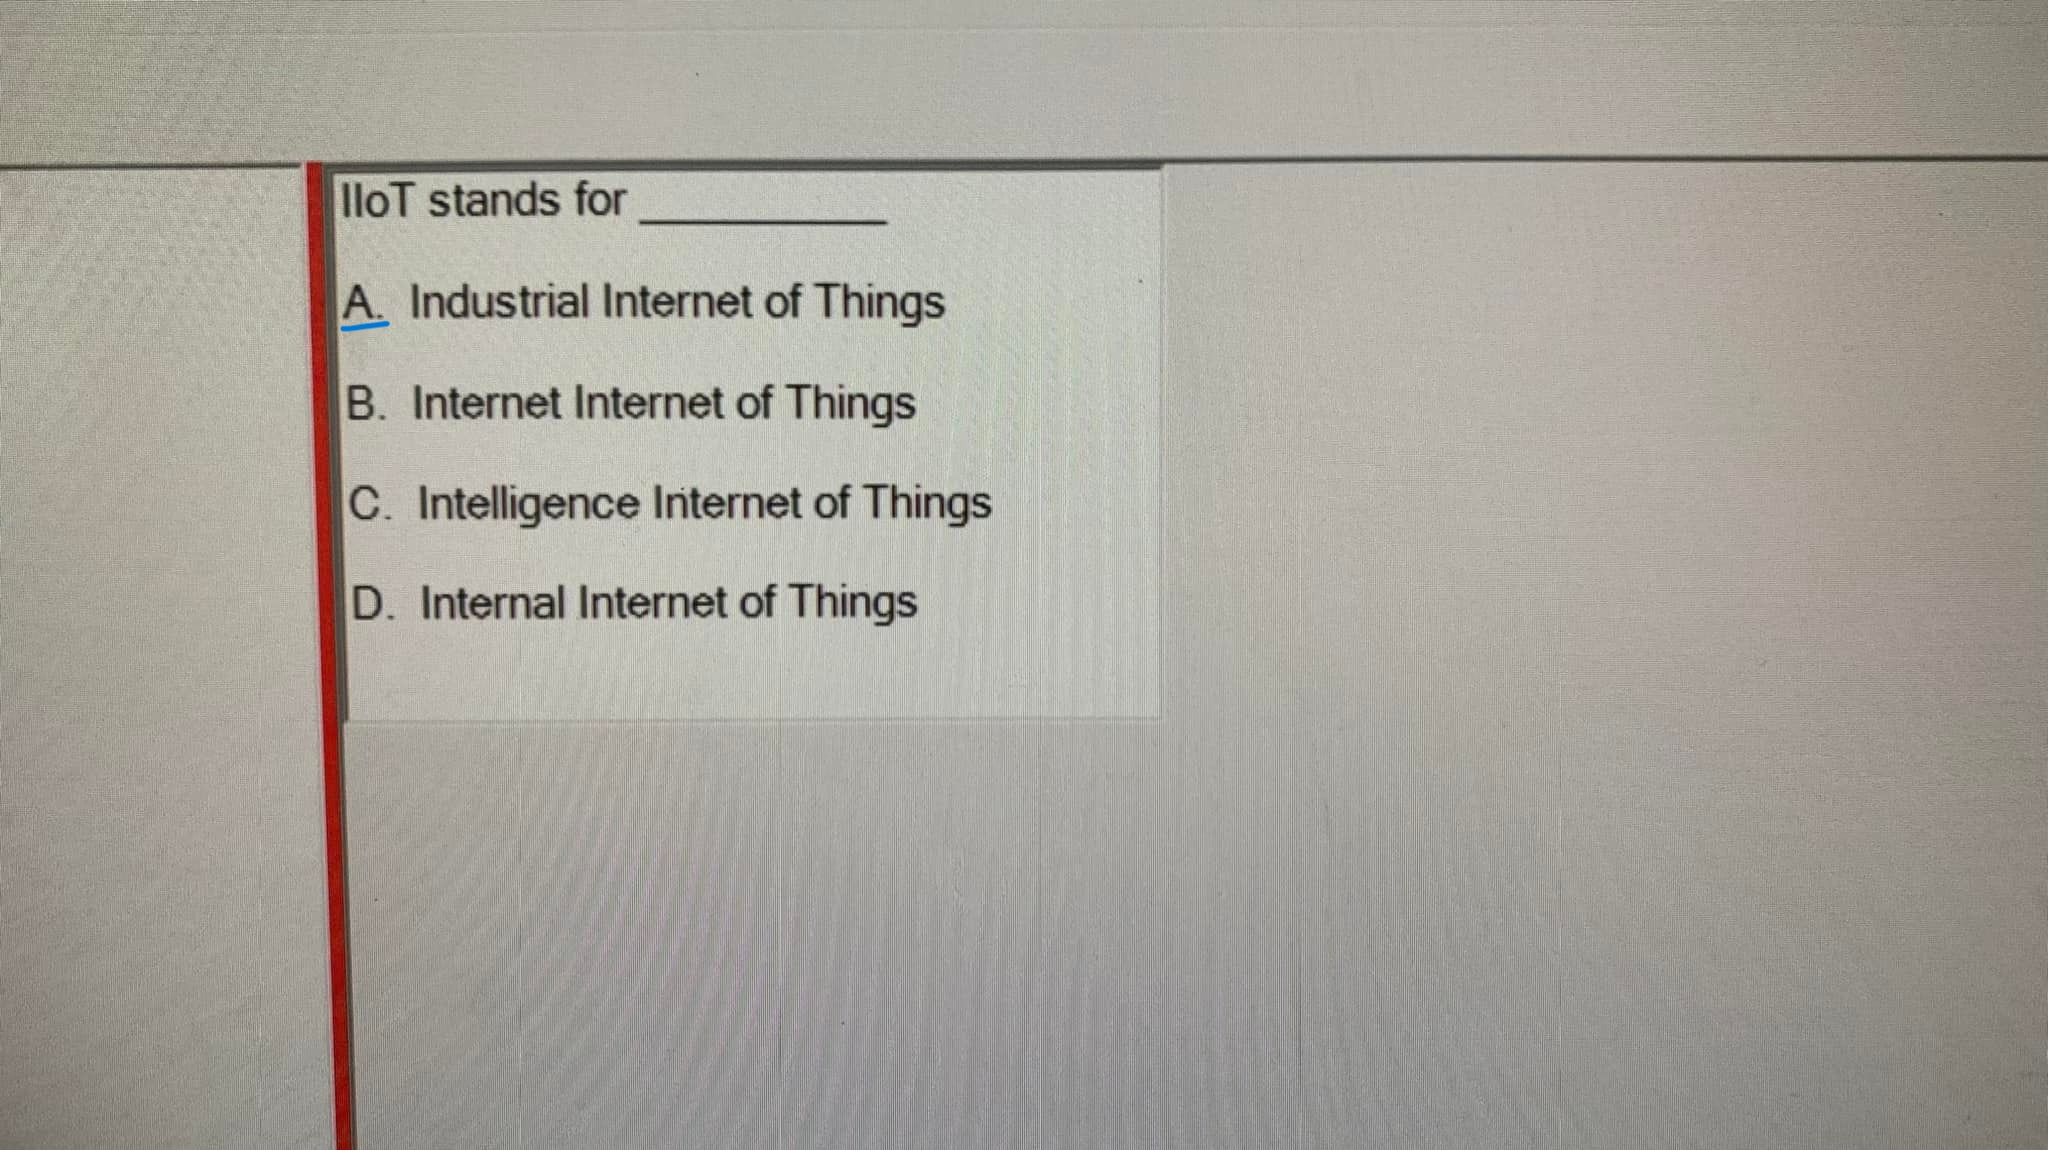 IIoT stands for __________
A. Industrial Internet of Things
B. Internet Internet of Things
C. Intelligence Internet of Things
D. Internal Internet of Things